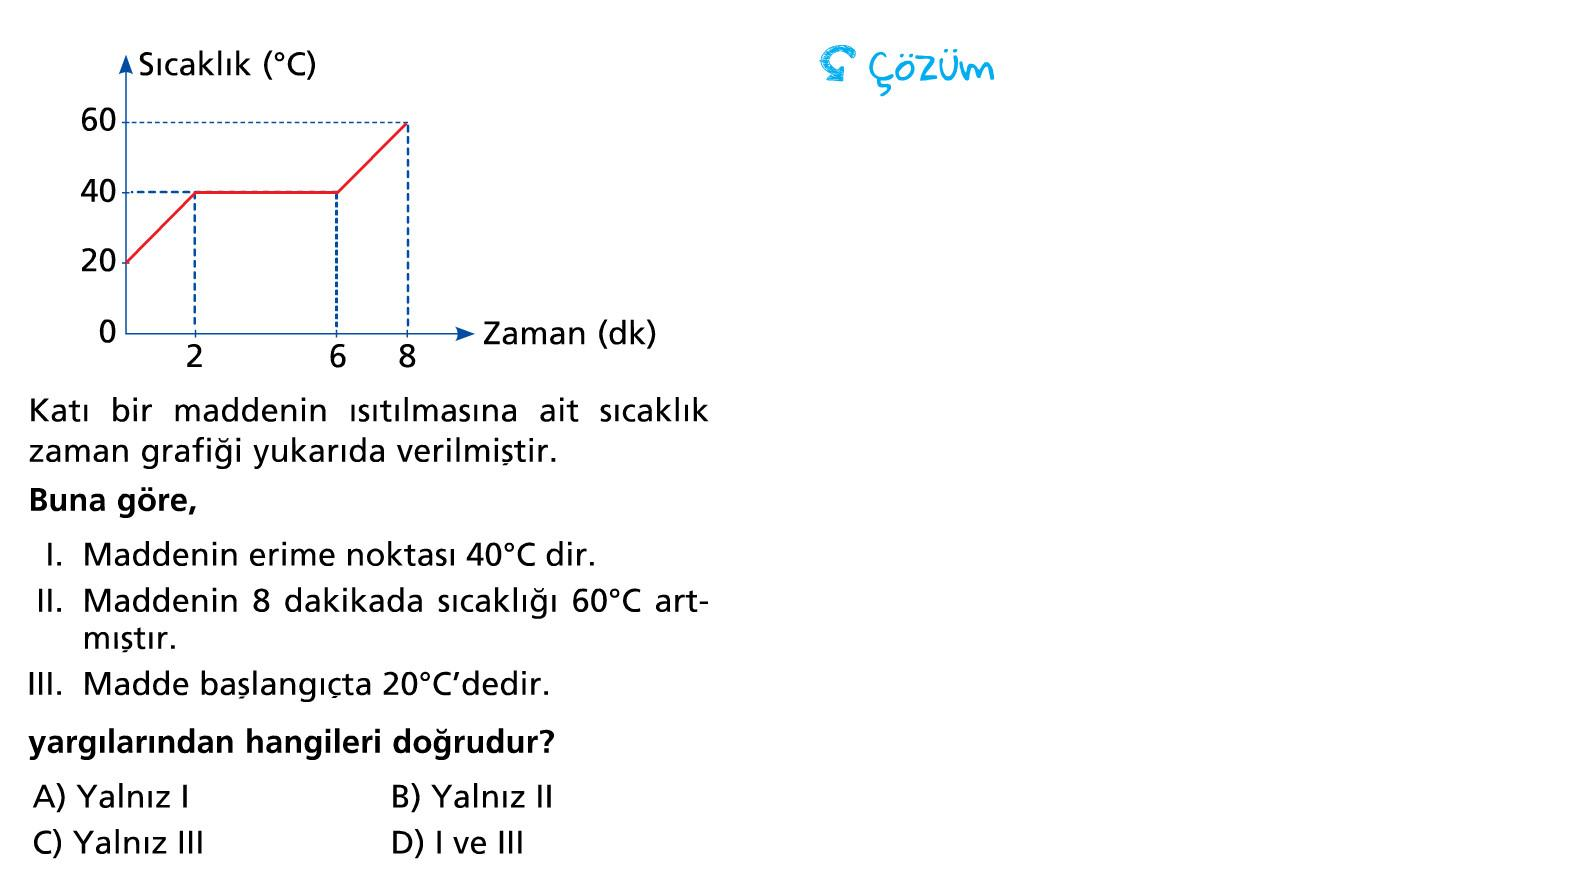 Sıcaklık (°C)
60
40
20
0
2 6 8
Zaman (dk)
Katı bir maddenin ısıtılmasına ait sıcaklık
zaman grafiği yukarıda verilmiştir.
Buna göre,
I. Maddenin erime noktası 40°C dir.
II. Maddenin 8 dakikada sıcaklığı 60°C art-
mıştır.
III. Madde başlangıçta 20°C'dedir.
yargılarından hangileri doğrudur?
A) Yalnız I B) Yalnız II
C) Yalnız III D) I ve III
Çözüm